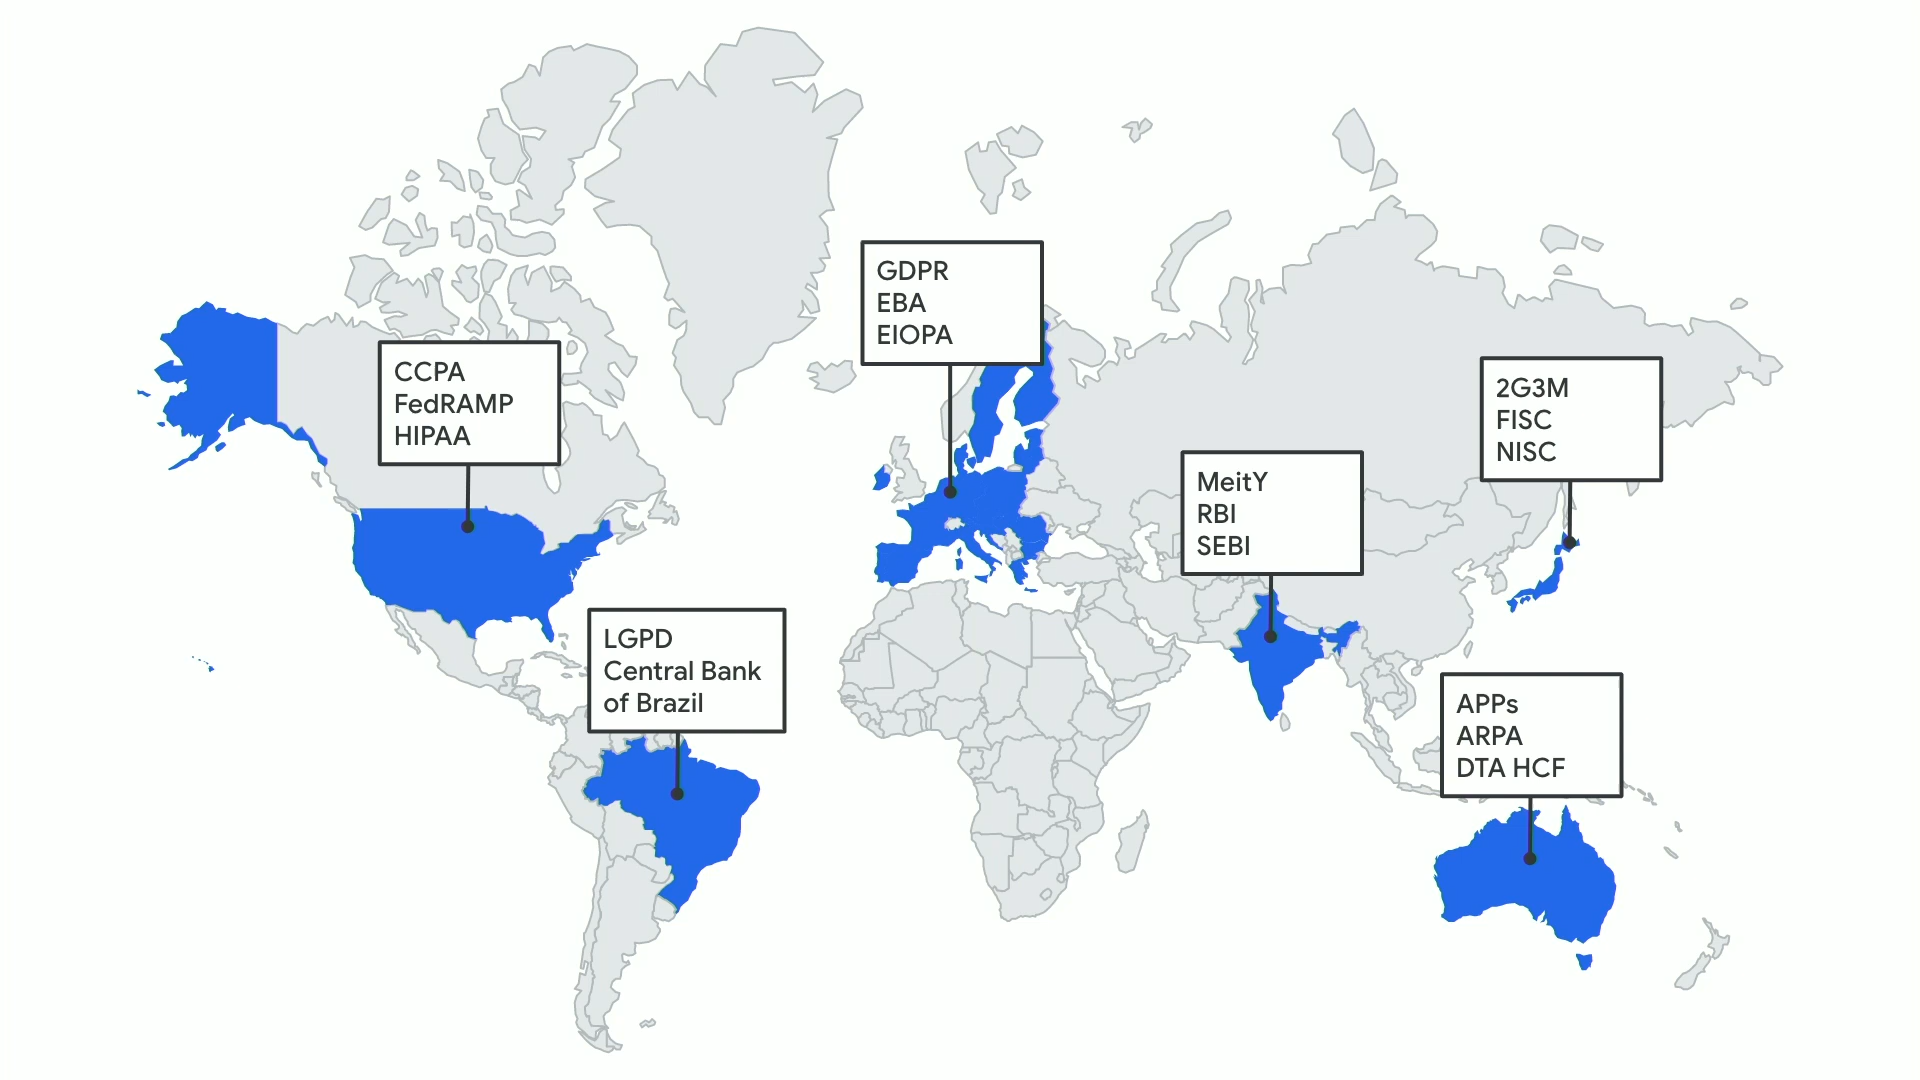 GDPR
EBA
EIOPA
CCPA
FedRAMP
HIPAA
2G3M
FISC
NISC
MeitY
RBI
SEBI
LGPD
Central Bank
of Brazil
APPs
ARPA
DTA HCF